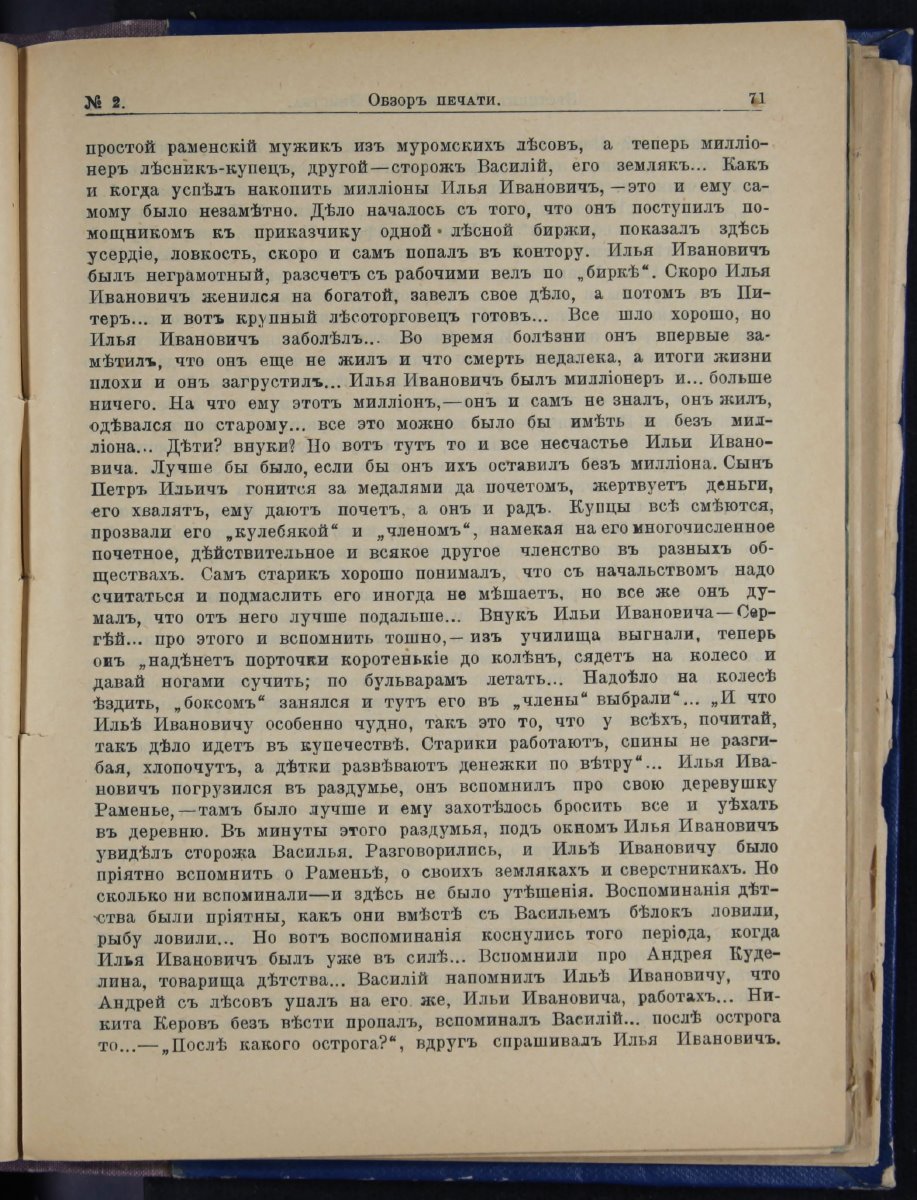 № 2.
Обзоръ печати.
71
простой раменскій мужикъ изъ муромскихъ лѣсовъ, а теперь милліо-
неръ лѣсникъ-купецъ, другой—сторожъ Василій, его землякъ... Какъ
и когда успѣлъ накопить милліоны Илья Ивановичъ,—это и ему са-
мому было незамѣтно. Дѣло началось съ того, что онъ поступилъ по-
мощникомъ къ приказчику одной лѣсной биржи, показалъ здѣсь
усердіе, ловкость, скоро и самъ попалъ въ контору. Илья Ивановичъ
былъ неграмотный, разсчетъ съ рабочими велъ по „биркѣ“. Скоро Илья
Ивановичъ женился на богатой, завелъ свое дѣло, а потомъ въ Пи-
теръ... и вотъ крупный лѣсоторговецъ готовъ... Все шло хорошо, но
Илья Ивановичъ заболѣлъ... Во время болѣзни онъ впервые за-
мѣтилъ, что онъ еще не жилъ и что смерть недалека, а итоги жизни
плохи и онъ загрустилъ... Илья Ивановичъ былъ милліонеръ и... больше
ничего. На что ему этотъ милліонъ,—онъ и самъ не зналъ, онъ жилъ,
одѣвался по старому... все это можно было бы имѣть и безъ мил-
ліона... Дѣти? внуки? Но вотъ тутъ то и все несчастье Ильи Ивано-
вича. Лучше бы было, если бы онъ ихъ оставилъ безъ милліона. Сынъ
Петръ Ильичъ гонится за медалями да почетомъ, жертвуетъ деньги,
его хвалятъ, ему даютъ почетъ, а онъ и радъ. Купцы всѣ смѣются,
прозвали его „кулебякой“ и „членомъ“, намекая на его многочисленное
почетное, дѣйствительное и всякое другое членство въ разныхъ об-
ществахъ. Самъ старикъ хорошо понималъ, что съ начальствомъ надо
считаться и подмаслить его иногда не мѣшаетъ, но все же онъ ду-
малъ, что отъ него лучше подальше... Внукъ Ильи Ивановича—Сер-
гѣй... про этого и вспомнить тошно,—изъ училища выгнали, теперь
онъ „надѣнетъ порточки коротенькіе до колѣнъ, сядетъ на колесо и
давай ногами сучить; по бульварамъ летать... Надоѣло на колесѣ
ѣздить, „боксомъ“ занялся и тутъ его въ „члены“ выбрали“... „И что
Ильѣ Ивановичу особенно чудно, такъ это то, что у всѣхъ, почитай,
такъ дѣло идетъ въ купечествѣ. Старики работаютъ, спины не разги-
бая, хлопочутъ, а дѣтки развѣваютъ денежки по вѣтру“... Илья Ива-
новичъ погрузился въ раздумье, онъ вспомнилъ про свою деревушку
Раменье,—тамъ было лучше и ему захотѣлось бросить все и уѣхать
въ деревню. Въ минуты этого раздумья, подъ окномъ Илья Ивановичъ
увидѣлъ сторожа Василья. Разговорились, и Ильѣ Ивановичу было
пріятно вспомнить о Раменьѣ, о своихъ землякахъ и сверстникахъ. Но
сколько ни вспоминали—и здѣсь не было утѣшенія. Воспоминанія дѣт-
ства были пріятны, какъ они вмѣстѣ съ Васильемъ бѣлокъ ловили,
рыбу ловили... Но вотъ воспоминанія коснулись того періода, когда
Илья Ивановичъ былъ уже въ силѣ... Вспомнили про Андрея Куде-
лина, товарища дѣтства... Василій напомнилъ Ильѣ Ивановичу, что
Андрей съ лѣсовъ упалъ на его же, Ильи Ивановича, работахъ... Ни-
кита Керовъ безъ вѣсти пропалъ, вспоминалъ Василій... послѣ острога
то...—„Послѣ какого острога?“, вдругъ спрашивалъ Илья Ивановичъ.